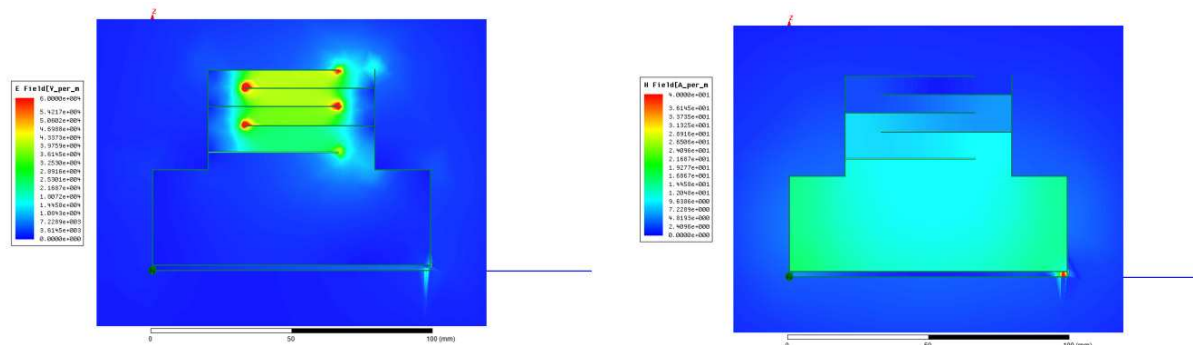 Z
E Field[V_per_m
6.0000e+004
5.4217e+004
5.0602e+004
4.6988e+004
4.3373e+004
3.9759e+004
3.6145e+004
3.2530e+004
2.8916e+004
2.5301e+004
2.1687e+004
1.8072e+004
1.4458e+004
1.0843e+004
7.2289e+003
3.6145e+003
0.0000e+000
0 50 100 (mm)
Z
H Field[A_per_m
4.0000e+001
3.6145e+001
3.3735e+001
3.1325e+001
2.8916e+001
2.6506e+001
2.4096e+001
2.1687e+001
1.9277e+001
1.6867e+001
1.4458e+001
1.2048e+001
9.6386e+000
7.2289e+000
4.8193e+000
2.4096e+000
0.0000e+000
0 50 100 (mm)